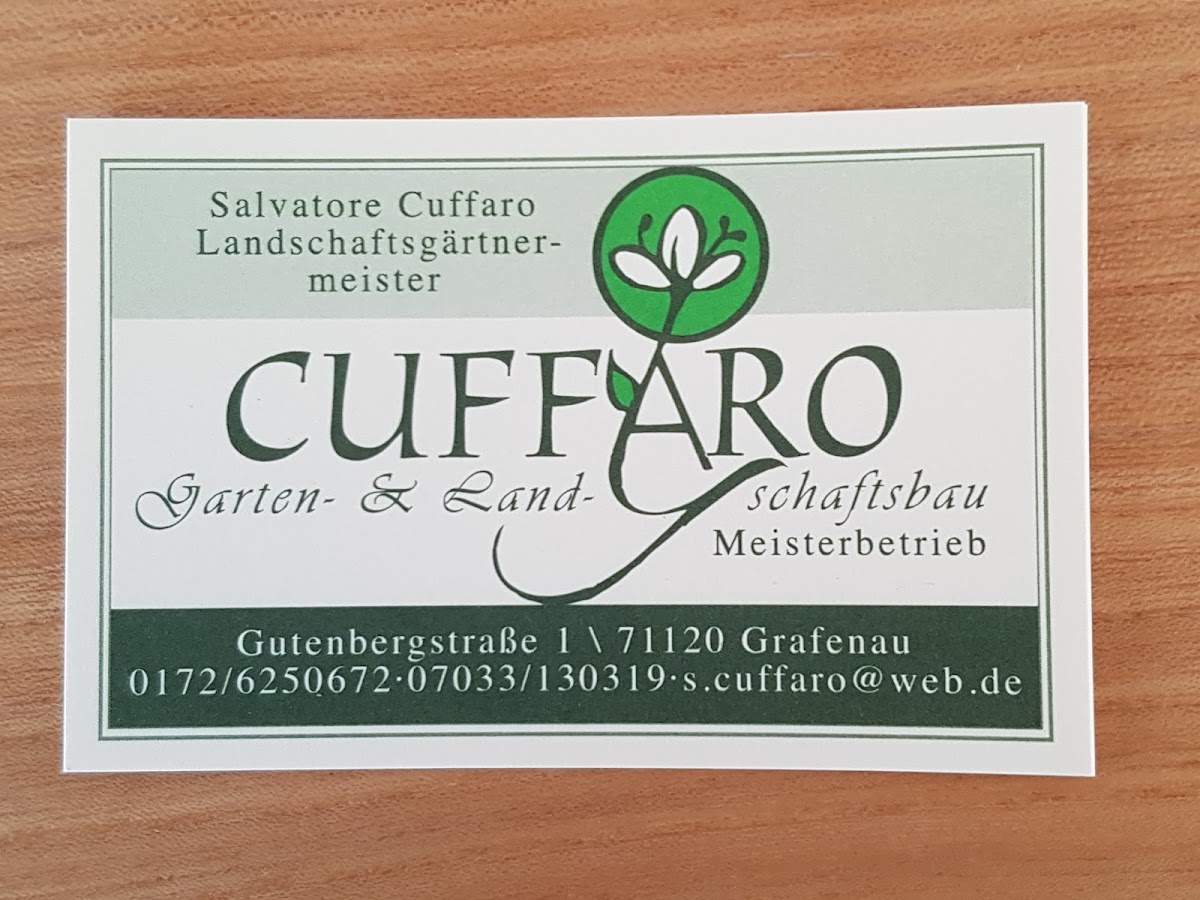 Salvatore Cuffaro
Landschaftsgärtner-
meister
CUFFARO
Garten- & Land-schaftsbau
Meisterbetrieb
Gutenbergstraße 1 \ 71120 Grafenau
0172/6250672·07033/130319·s.cuffaro@web.de